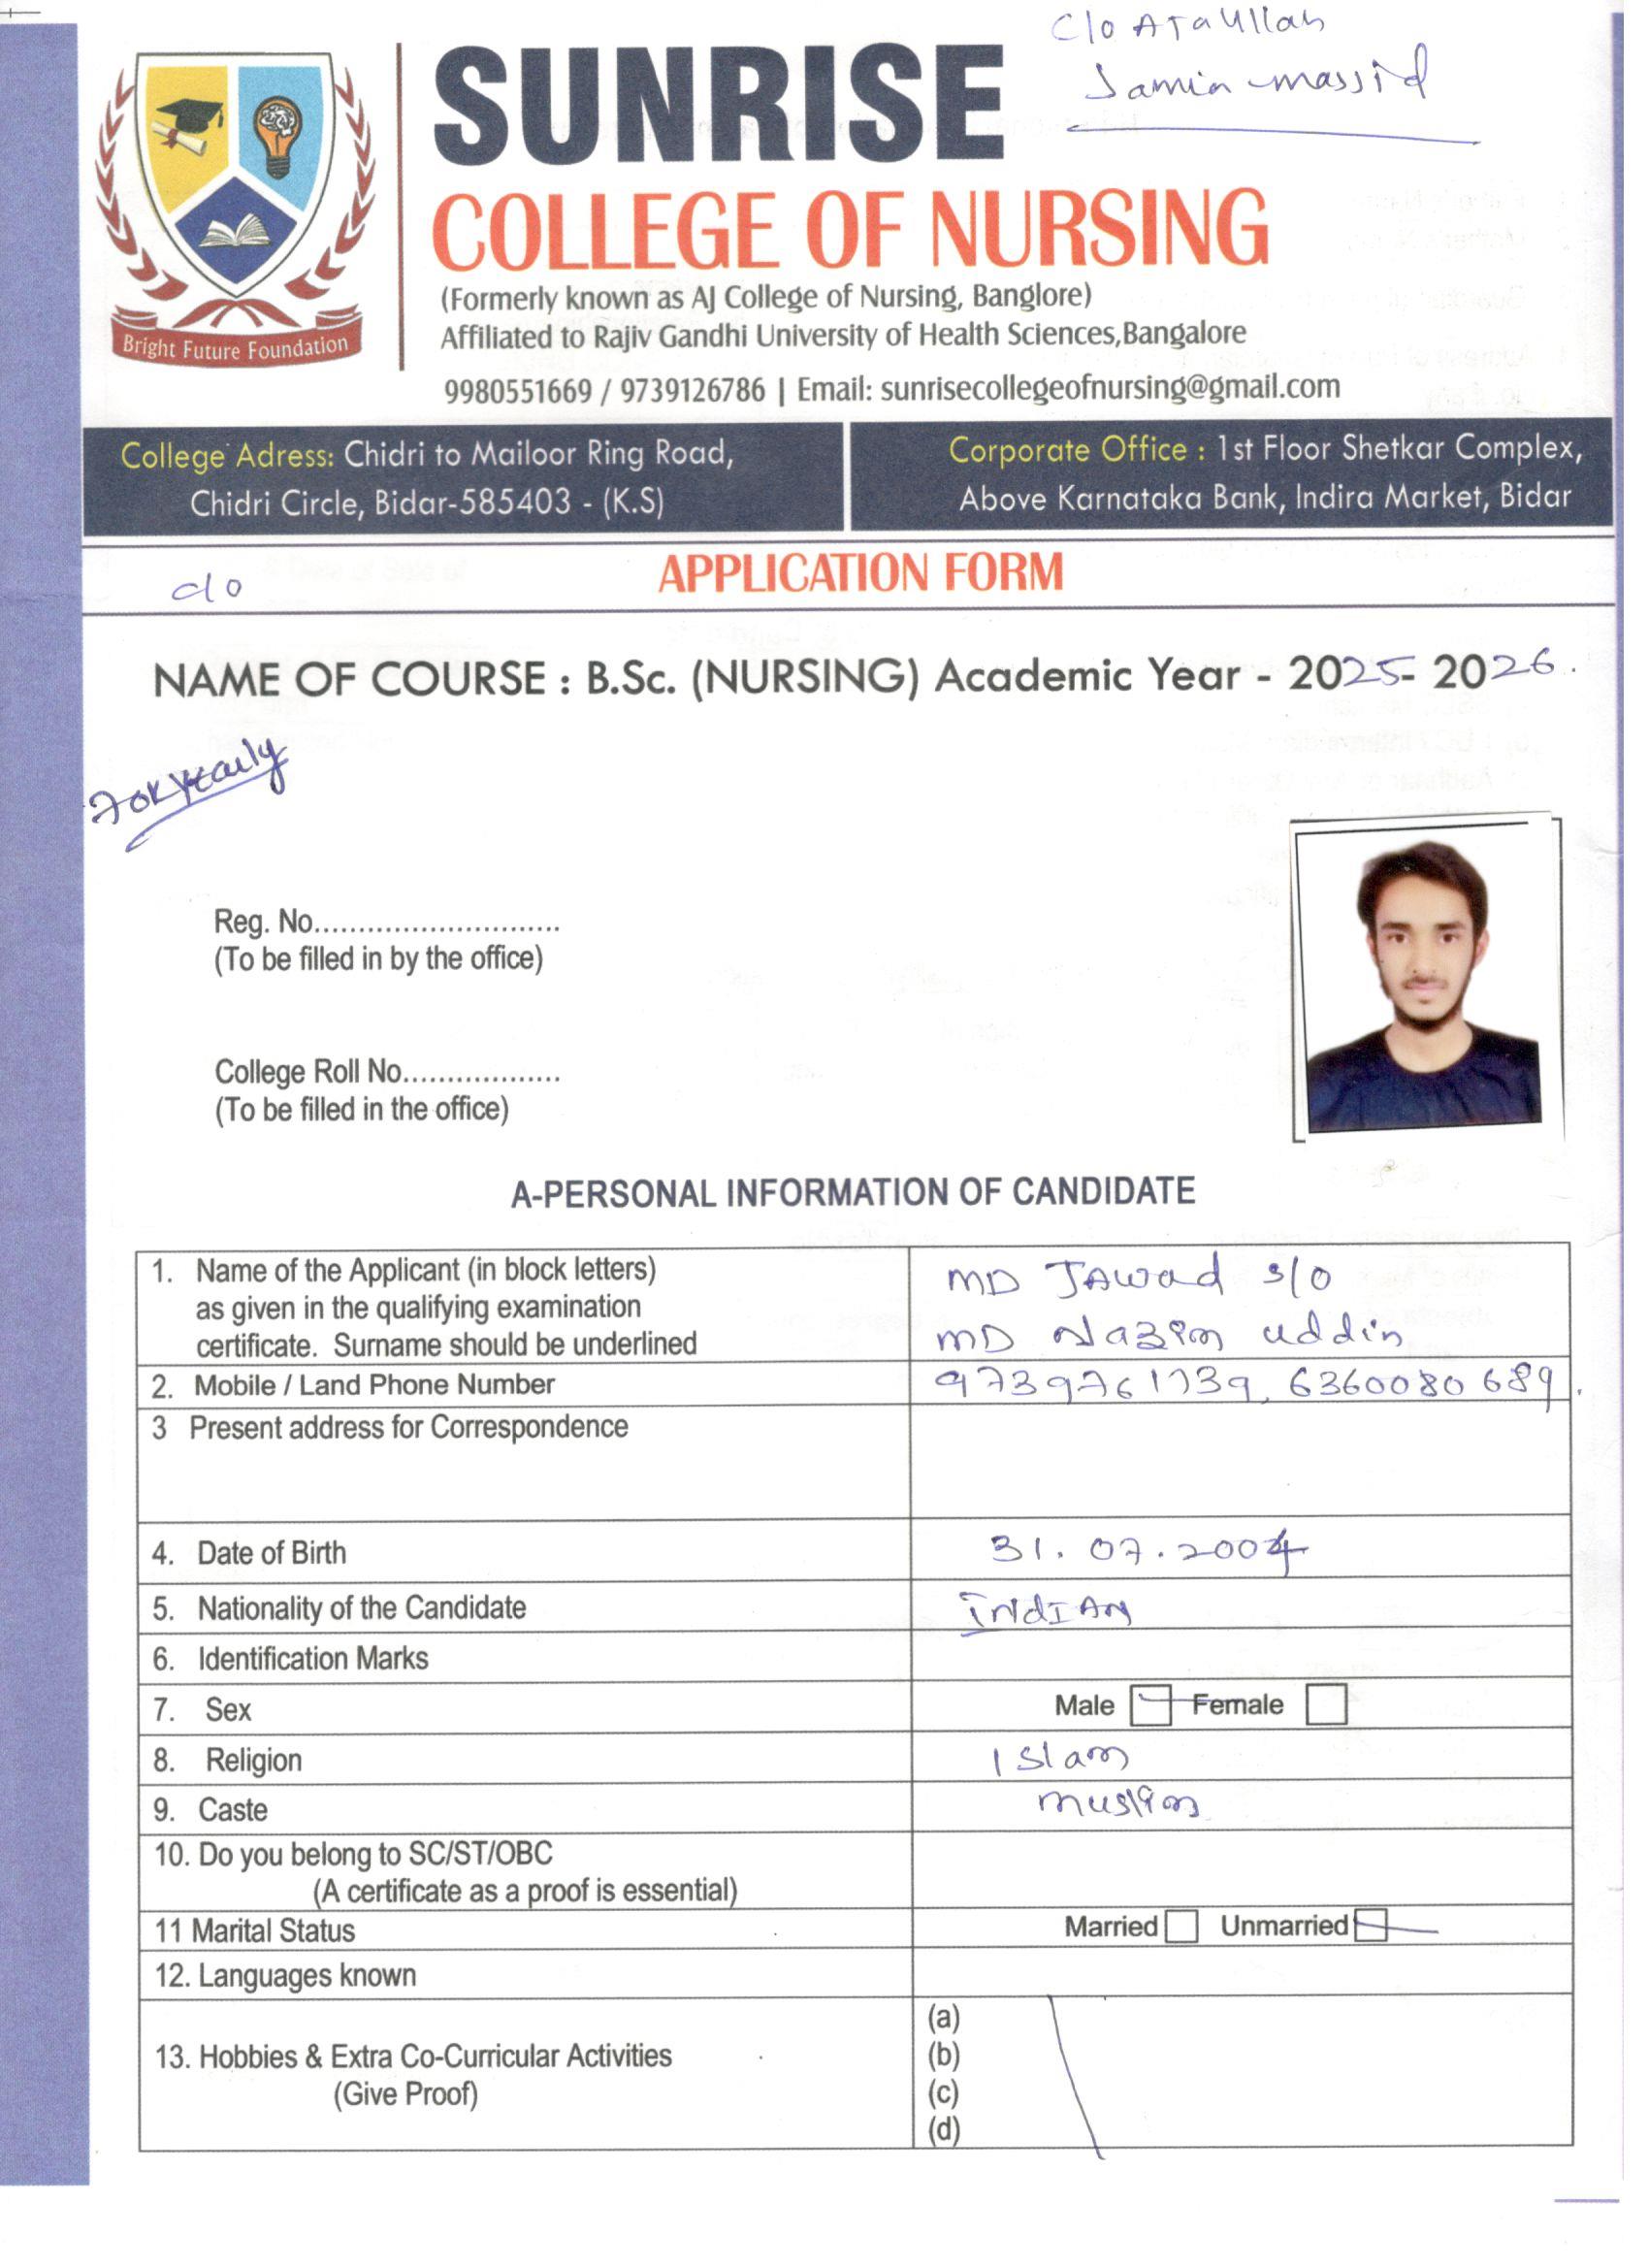 C/o Ataullah
Jamia massid
SUNRISE
COLLEGE OF NURSING
(Formerly known as AJ College of Nursing, Banglore)
Affiliated to Rajiv Gandhi University of Health Sciences,Bangalore
9980551669 / 9739126786 | Email: sunrisecollegeofnursing@gmail.com
Bright Future Foundation
College Adress: Chidri to Mailoor Ring Road,
Chidri Circle, Bidar-585403 - (K.S)
Corporate Office : 1st Floor Shetkar Complex,
Above Karnataka Bank, Indira Market, Bidar
c/o
APPLICATION FORM
NAME OF COURSE : B.Sc. (NURSING) Academic Year - 2025- 2026.
For yearly
Reg. No............................
(To be filled in by the office)
College Roll No..................
(To be filled in the office)
A-PERSONAL INFORMATION OF CANDIDATE
1. Name of the Applicant (in block letters)
as given in the qualifying examination
certificate. Surname should be underlined
MD JAwad s/o
MD Nazim uddin
2. Mobile / Land Phone Number
9739761739, 6360080689.
3 Present address for Correspondence
4. Date of Birth
31.07.2004
5. Nationality of the Candidate
INdIAN
6. Identification Marks
7. Sex
Male Female
8. Religion
Islam
9. Caste
muslim
10. Do you belong to SC/ST/OBC
(A certificate as a proof is essential)
11 Marital Status
Married Unmarried
12. Languages known
13. Hobbies & Extra Co-Curricular Activities
(Give Proof)
(a)
(b)
(c)
(d)